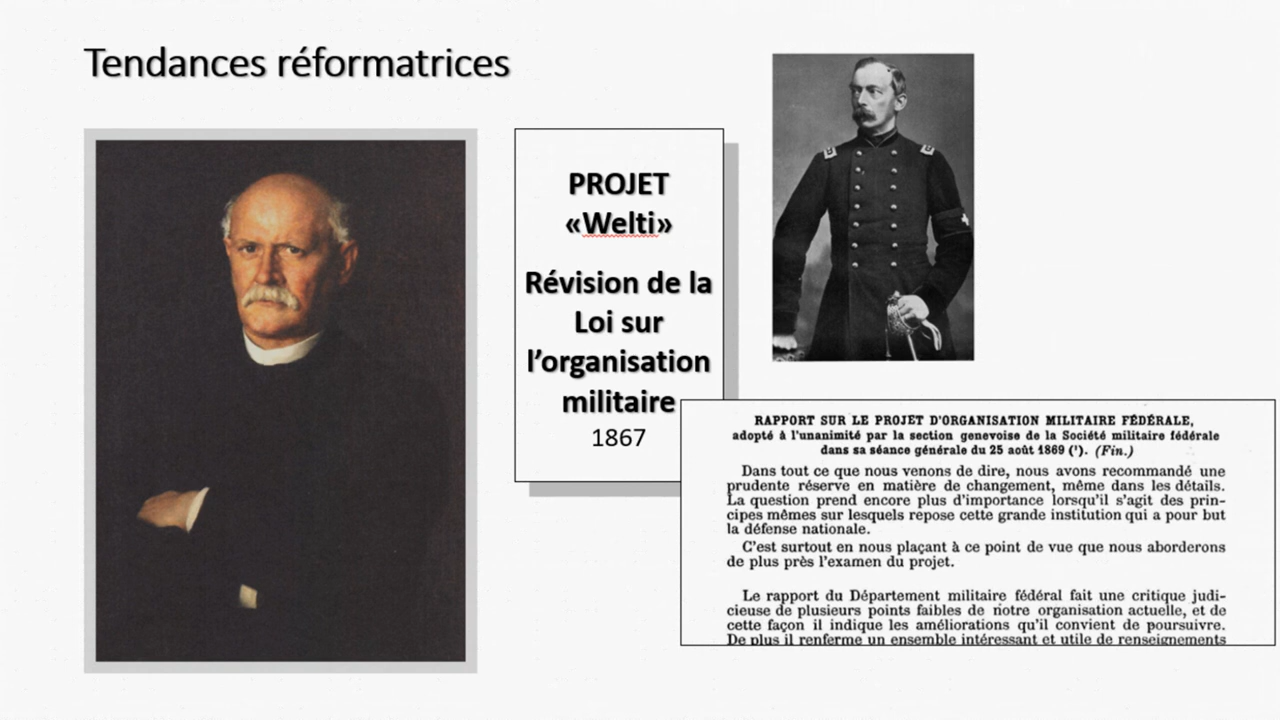 Tendances réformatrices
PROJET
«Welti»
Révision de la
Loi sur
l’organisation
militaire
1867
RAPPORT SUR LE PROJET D'ORGANISATION MILITAIRE FÉDÉRALE,
adopté à l'unanimité par la section genevoise de la Société militaire fédérale
dans sa séance générale du 25 août 1869 (¹). (Fin.)
Dans tout ce que nous venons de dire, nous avons recommandé une
prudente réserve en matière de changement, même dans les détails.
La question prend encore plus d'importance lorsqu'il s'agit des prin-
cipes mêmes sur lesquels repose cette grande institution qui a pour but
la défense nationale.
C'est surtout en nous plaçant à ce point de vue que nous aborderons
de plus près l'examen du projet.
Le rapport du Département militaire fédéral fait une critique judi-
cieuse de plusieurs points faibles de notre organisation actuelle, et de
cette façon il indique les améliorations qu'il convient de poursuivre.
De plus il renferme un ensemble intéressant et utile de renseignements